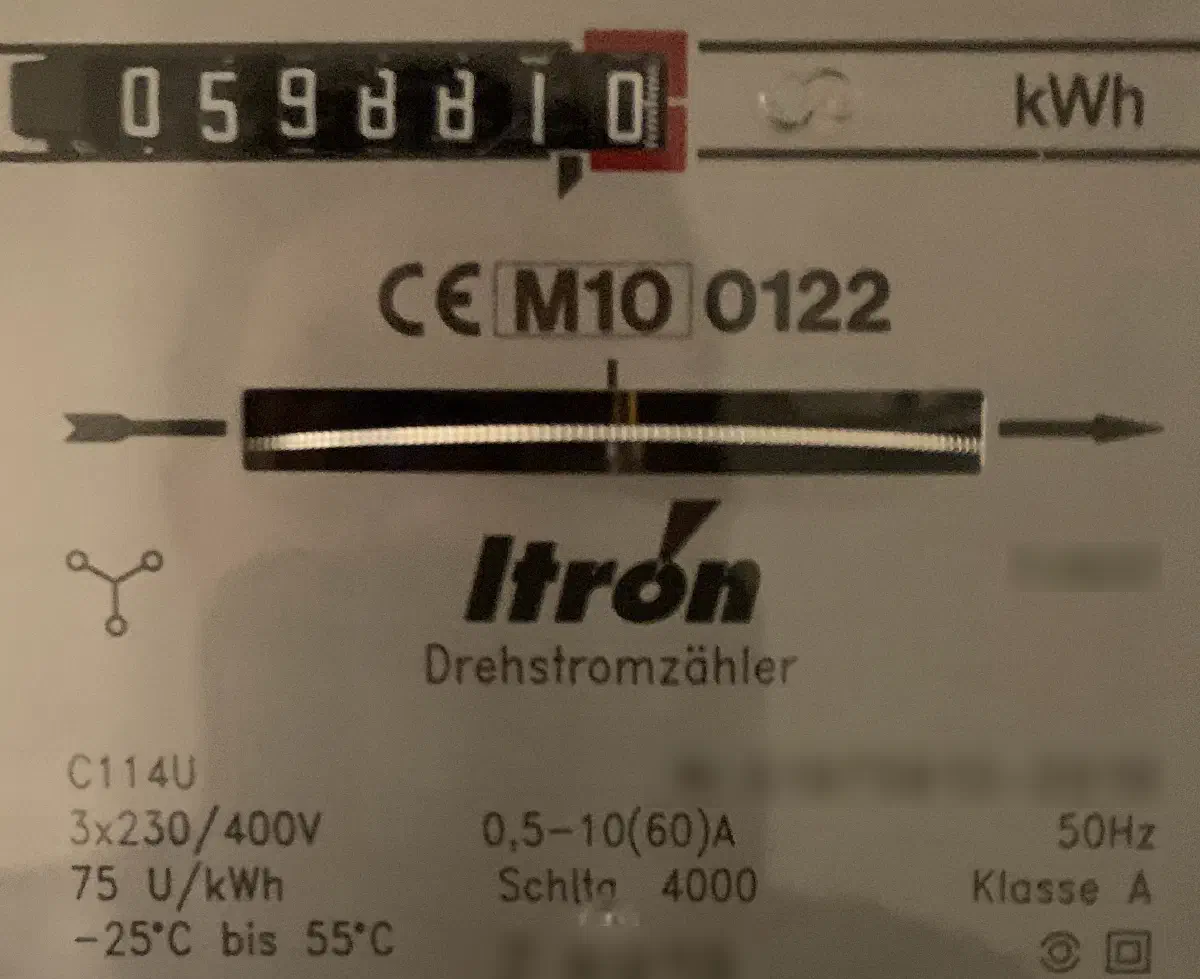 0598810 kWh
CE M10 0122
Itron
Drehstromzähler
C114U
3x230/400V 0,5-10(60)A 50Hz
75 U/kWh Schltg 4000 Klasse A
-25°C bis 55°C